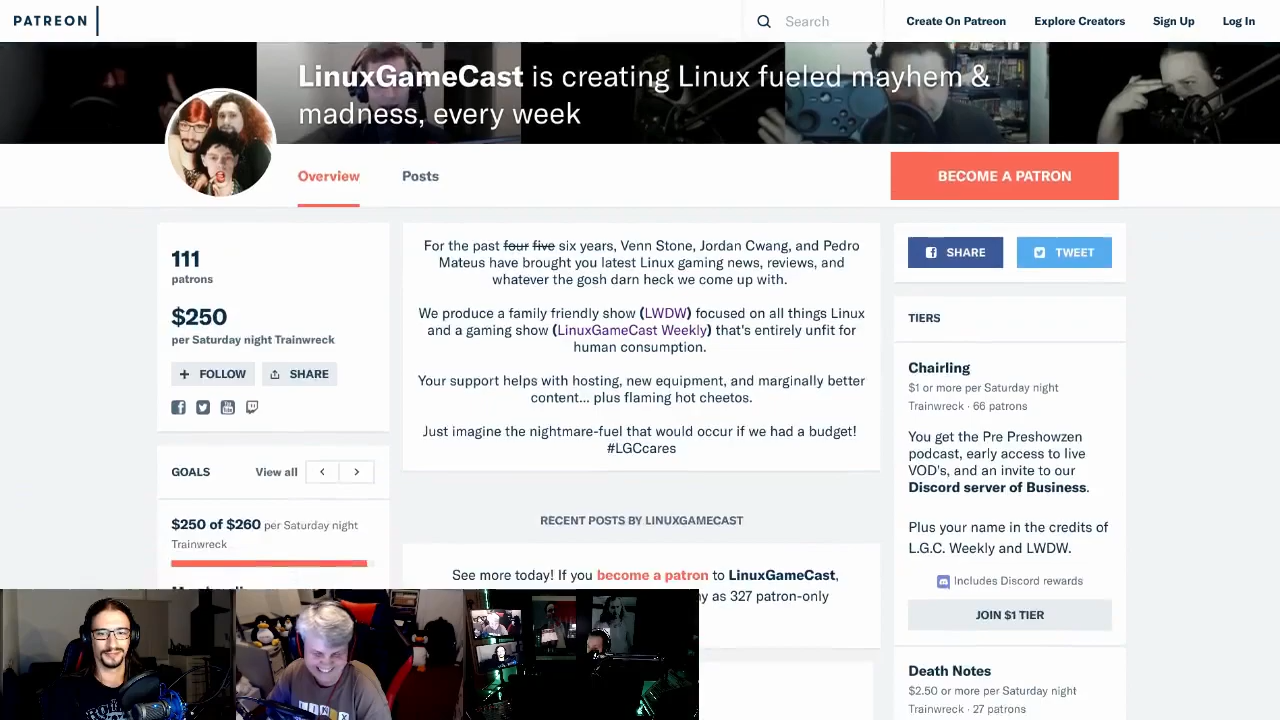 PATREON
Search
Create On Patreon
Explore Creators
Sign Up
Log In
LinuxGameCast is creating Linux fueled mayhem &
madness, every week
Overview
Posts
BECOME A PATRON
111
patrons
$250
per Saturday night Trainwreck
FOLLOW
SHARE
GOALS
View all
$250 of $260 per Saturday night
Trainwreck
For the past four five six years, Venn Stone, Jordan Cwang, and Pedro
Mateus have brought you latest Linux gaming news, reviews, and
whatever the gosh darn heck we come up with.
We produce a family friendly show (LWDW) focused on all things Linux
and a gaming show (LinuxGameCast Weekly) that's entirely unfit for
human consumption.
Your support helps with hosting, new equipment, and marginally better
content... plus flaming hot cheetos.
Just imagine the nightmare-fuel that would occur if we had a budget!
#LGCcares
RECENT POSTS BY LINUXGAMECAST
See more today! If you become a patron to LinuxGameCast,
as 327 patron-only
SHARE
TWEET
TIERS
Chairling
$1 or more per Saturday night
Trainwreck · 66 patrons
You get the Pre Preshowzen
podcast, early access to live
VOD's, and an invite to our
Discord server of Business.
Plus your name in the credits of
L.G.C. Weekly and LWDW.
Includes Discord rewards
JOIN $1 TIER
Death Notes
$2.50 or more per Saturday night
Trainwreck · 27 patrons